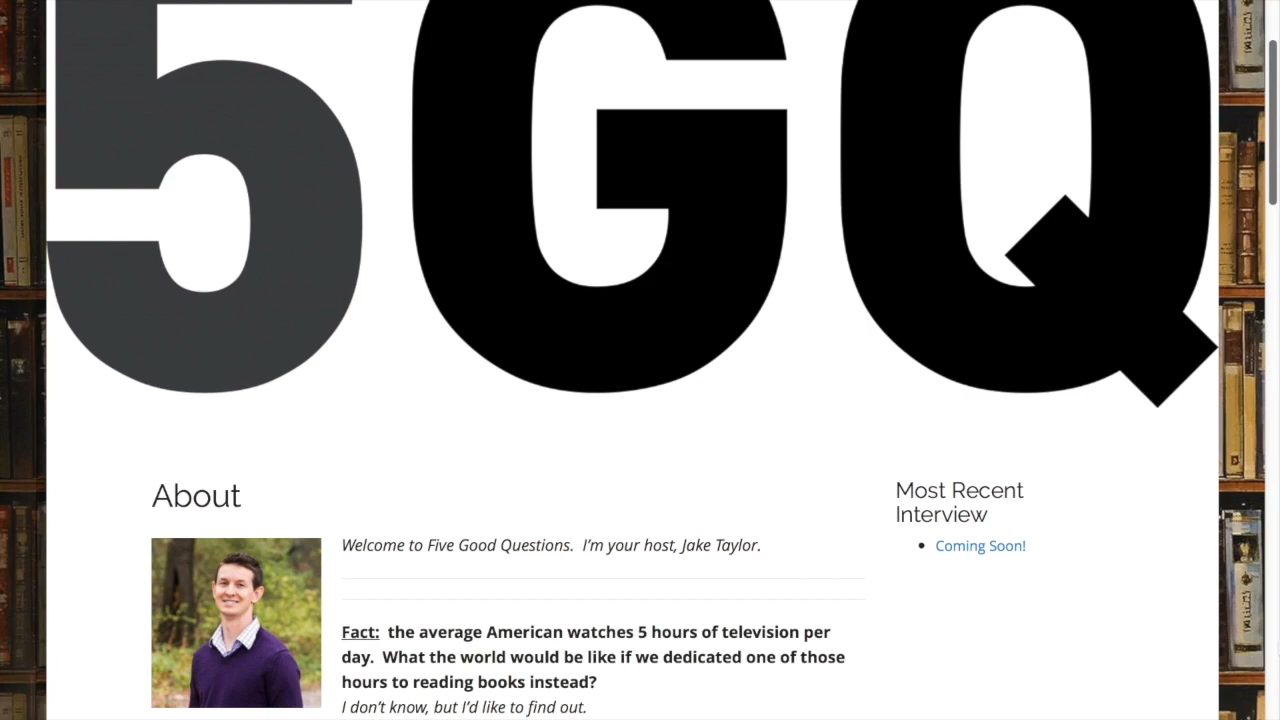 5GQ
About
Most Recent
Interview
Welcome to Five Good Questions. I'm your host, Jake Taylor.
Coming Soon!
Fact: the average American watches 5 hours of television per
day. What the world would be like if we dedicated one of those
hours to reading books instead?
I don't know, but I'd like to find out.